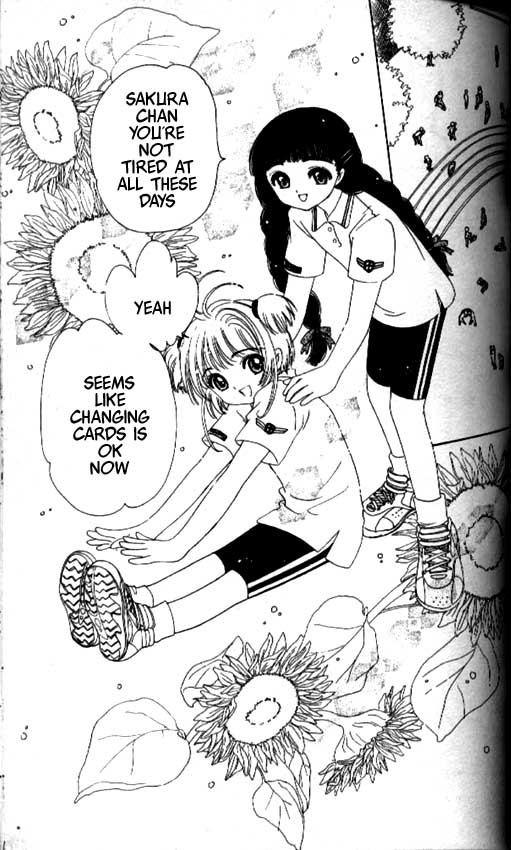 SAKURA
CHAN
YOU'RE
NOT
TIRED AT
ALL THESE
DAYS
YEAH
SEEMS
LIKE
CHANGING
CARDS IS
OK
NOW